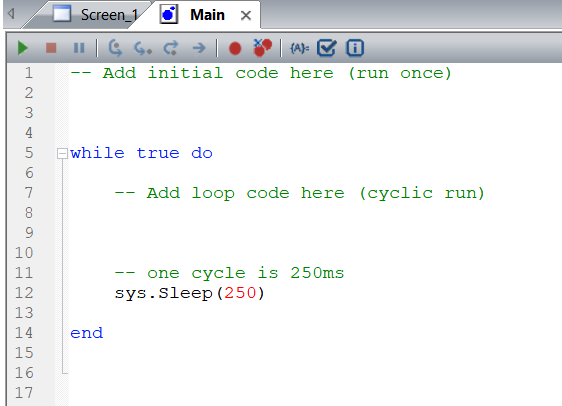 Screen_1 Main
{A}=
1 -- Add initial code here (run once)
2
3
4
5 while true do
6
7 -- Add loop code here (cyclic run)
8
9
10
11 -- one cycle is 250ms
12 sys.Sleep(250)
13
14 end
15
16
17